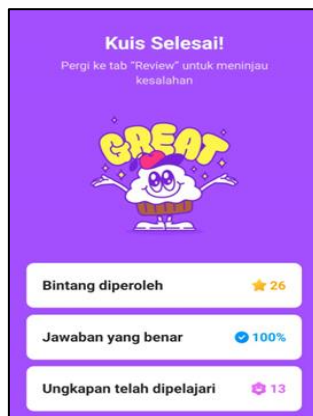 Kuis Selesai!
Pergi ke tab "Review" untuk meninjau
kesalahan
GREAT
Bintang diperoleh 26
Jawaban yang benar 100%
Ungkapan telah dipelajari 13